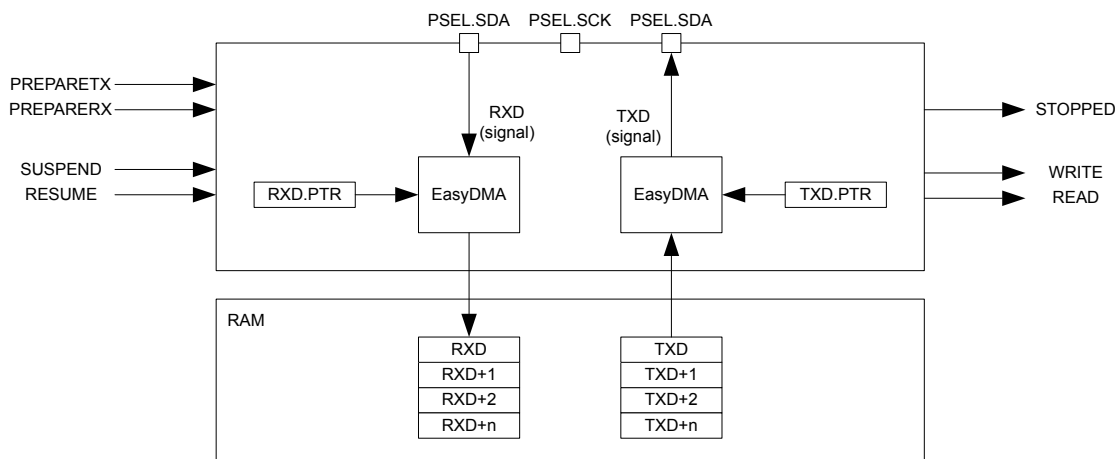 PSEL.SDA
PSEL.SCK
PSEL.SDA
PREPARETX
PREPARERX
SUSPEND
RESUME
RXD
(signal)
TXD
(signal)
STOPPED
WRITE
READ
RXD.PTR
EasyDMA
EasyDMA
TXD.PTR
RAM
RXD
RXD+1
RXD+2
RXD+n
TXD
TXD+1
TXD+2
TXD+n